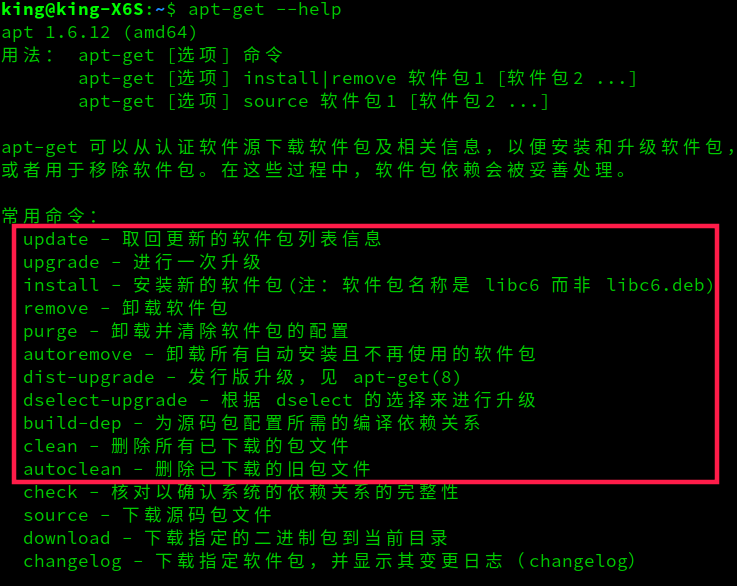 king@king-X6S:~$ apt-get --help
apt 1.6.12 (amd64)
用法： apt-get [选项] 命令
apt-get [选项] install|remove 软件包1 [软件包2 ...]
apt-get [选项] source 软件包1 [软件包2 ...]
apt-get 可以从认证软件源下载软件包及相关信息，以便安装和升级软件包，
或者用于移除软件包。在这些过程中，软件包依赖会被妥善处理。
常用命令：
update - 取回更新的软件包列表信息
upgrade - 进行一次升级
install - 安装新的软件包(注：软件包名称是 libc6 而非 libc6.deb)
remove - 卸载软件包
purge - 卸载并清除软件包的配置
autoremove - 卸载所有自动安装且不再使用的软件包
dist-upgrade - 发行版升级，见 apt-get(8)
dselect-upgrade - 根据 dselect 的选择来进行升级
build-dep - 为源码包配置所需的编译依赖关系
clean - 删除所有已下载的包文件
autoclean - 删除已下载的旧包文件
check - 核对以确认系统的依赖关系的完整性
source - 下载源码包文件
download - 下载指定的二进制包到当前目录
changelog - 下载指定软件包，并显示其变更日志（changelog）